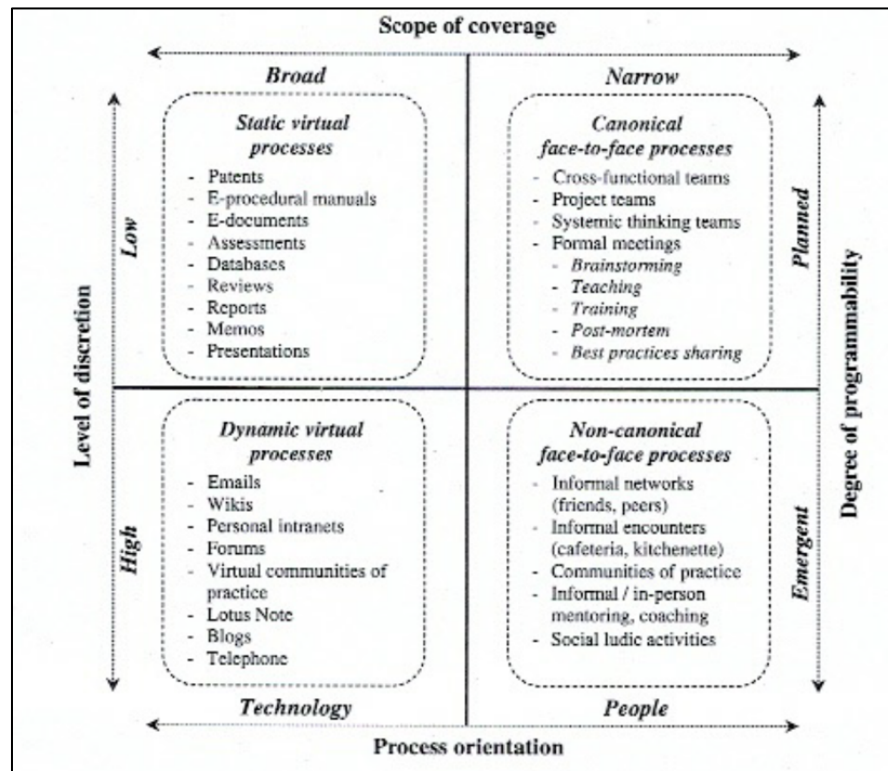 Scope of coverage
Broad
Narrow
Level of discretion
Low
High
Static virtual
processes
- Patents
- E-procedural manuals
- E-documents
- Assessments
- Databases
- Reviews
- Reports
- Memos
- Presentations
Canonical
face-to-face processes
- Cross-functional teams
- Project teams
- Systemic thinking teams
- Formal meetings
- Brainstorming
- Teaching
- Training
- Post-mortem
- Best practices sharing
Planned
Emergent
Degree of programmability
Dynamic virtual
processes
- Emails
- Wikis
- Personal intranets
- Forums
- Virtual communities of
practice
- Lotus Note
- Blogs
- Telephone
Non-canonical
face-to-face processes
- Informal networks
(friends, peers)
- Informal encounters
(cafeteria, kitchenette)
- Communities of practice
- Informal / in-person
mentoring, coaching
- Social ludic activities
Technology
People
Process orientation